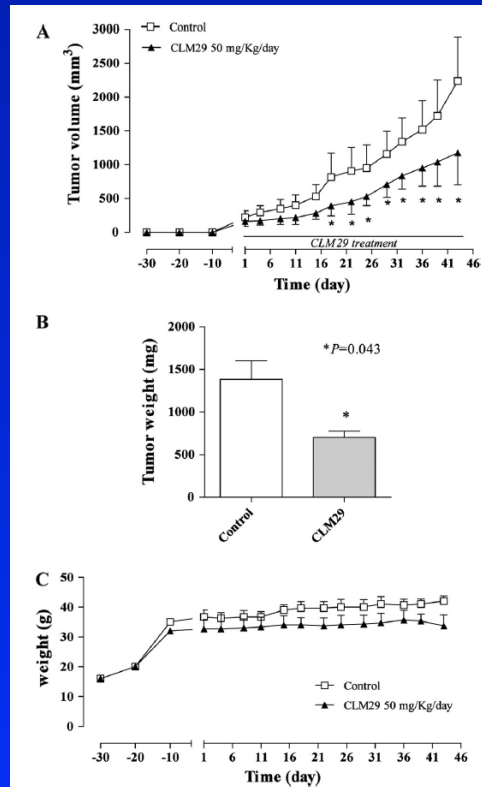 A
Control
CLM29 50 mg/Kg/day
Tumor volume (mm³)
3000
2500
2000
1500
1000
500
0
* * * * * * * *
CLM29 treatment
-30 -20 -10 1 6 11 16 21 26 31 36 41 46
Time (day)
B
Tumor weight (mg)
2000
1500
1000
500
0
*P=0.043
*
Control
CLM29
C
weight (g)
50
40
30
20
10
0
Control
CLM29 50 mg/Kg/day
-30 -20 -10 1 6 11 16 21 26 31 36 41 46
Time (day)